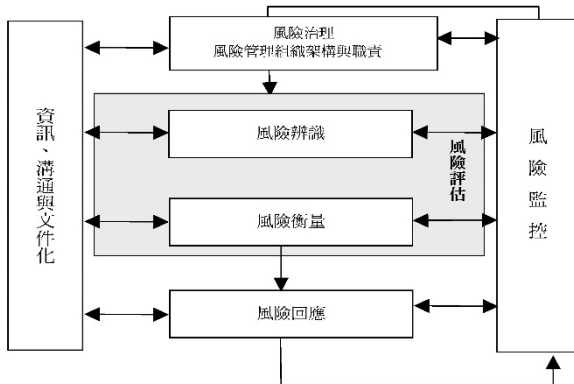 風險治理
風險管理組織架構與職責
資訊、溝通與文件化
風險辨識
風險評估
風險衡量
風險監控
風險回應